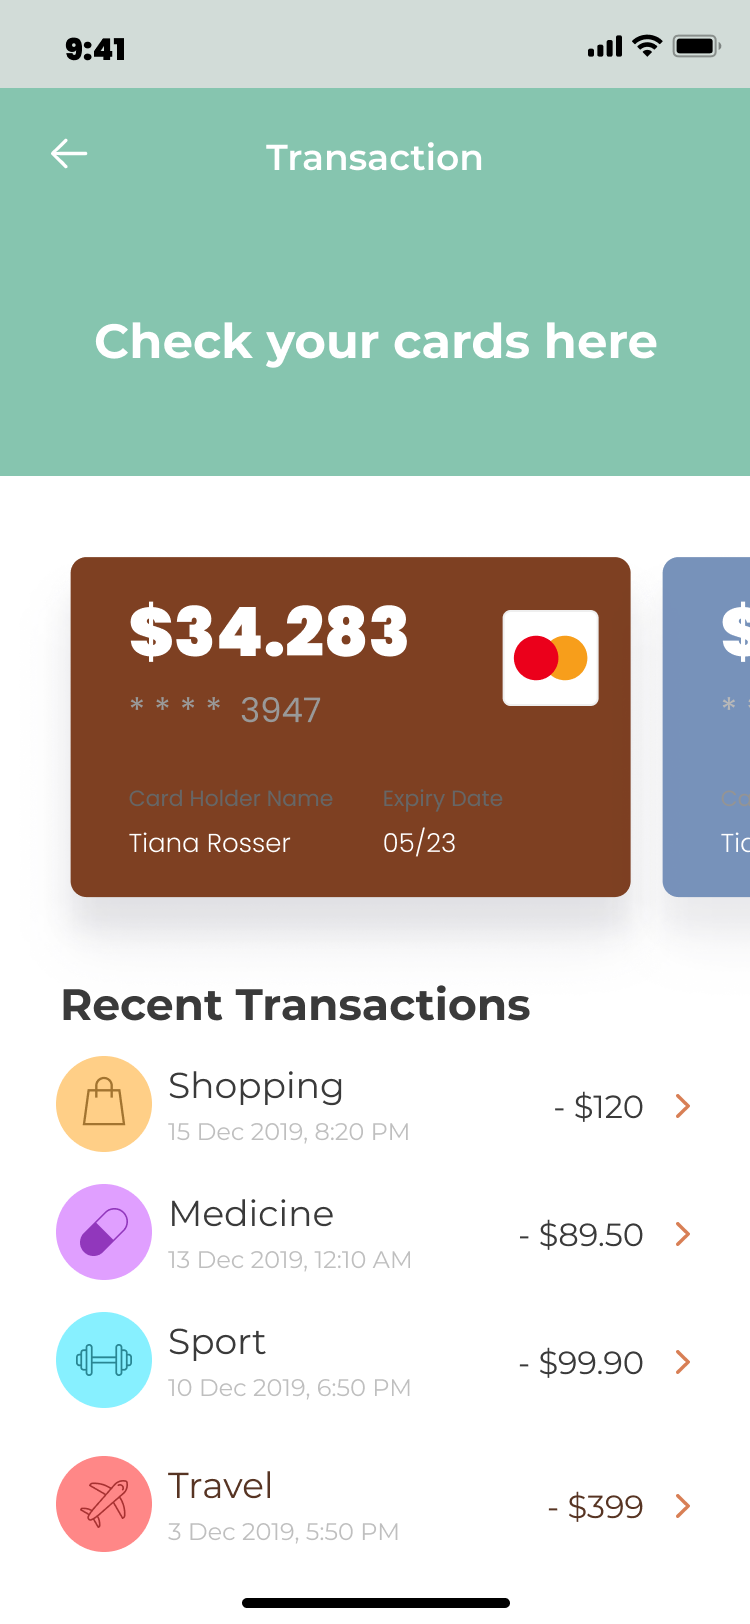 9:41
Transaction
Check your cards here
$34.283
$
* * * * 3947
*
Card Holder Name Expiry Date
Tiana Rosser 05/23
Recent Transactions
Shopping
- $120
15 Dec 2019, 8:20 PM
Medicine
- $89.50
13 Dec 2019, 12:10 AM
Sport
- $99.90
10 Dec 2019, 6:50 PM
Travel
- $399
3 Dec 2019, 5:50 PM